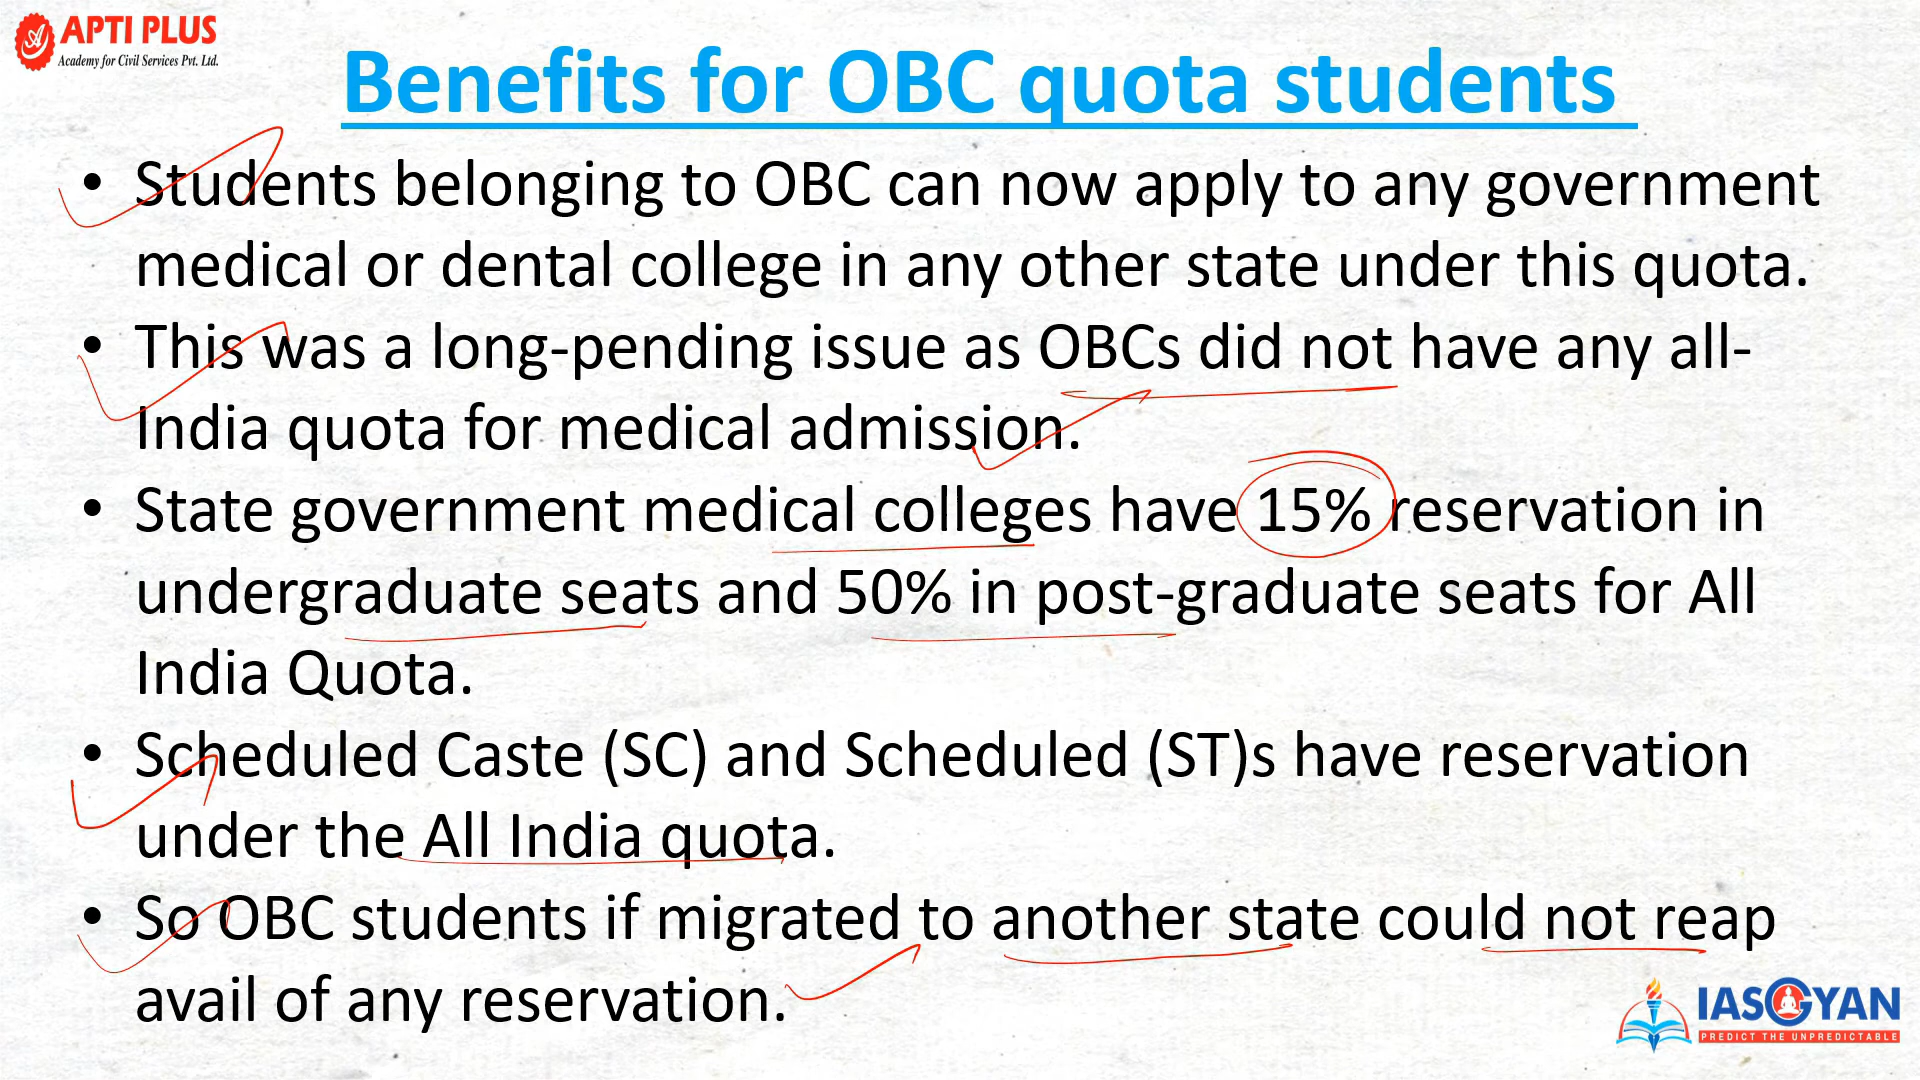 APTI PLUS
Academy for Civil Services Pvt. Ltd.
Benefits for OBC quota students
• Students belonging to OBC can now apply to any government
medical or dental college in any other state under this quota.
• This was a long-pending issue as OBCs did not have any all-
India quota for medical admission.
• State government medical colleges have 15% reservation in
undergraduate seats and 50% in post-graduate seats for All
India Quota.
• Scheduled Caste (SC) and Scheduled (ST)s have reservation
under the All India quota.
• So OBC students if migrated to another state could not reap
avail of any reservation.
IASGYAN
PREDICT THE UNPREDICTABLE